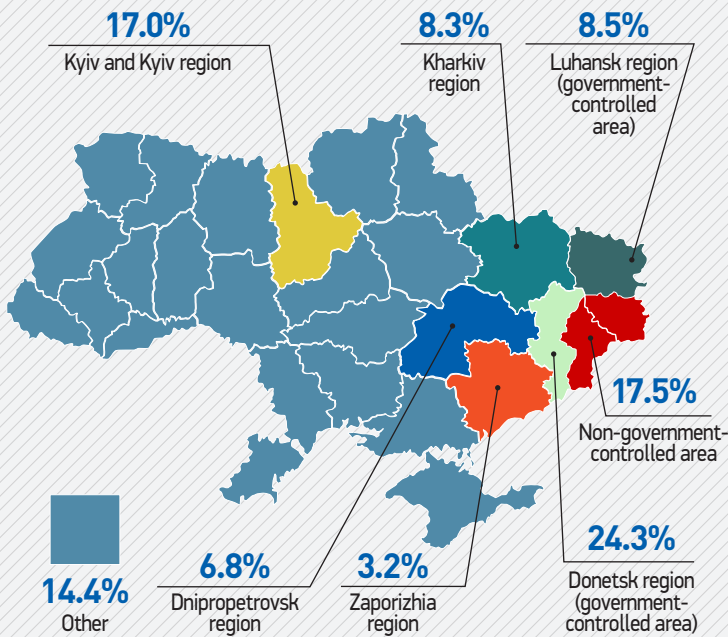 17.0%
Kyiv and Kyiv region
8.3%
Kharkiv
region
8.5%
Luhansk region
(government-
controlled
area)
17.5%
Non-government-
controlled area
24.3%
Donetsk region
(government-
controlled area)
3.2%
Zaporizhia
region
6.8%
Dnipropetrovsk
region
14.4%
Other